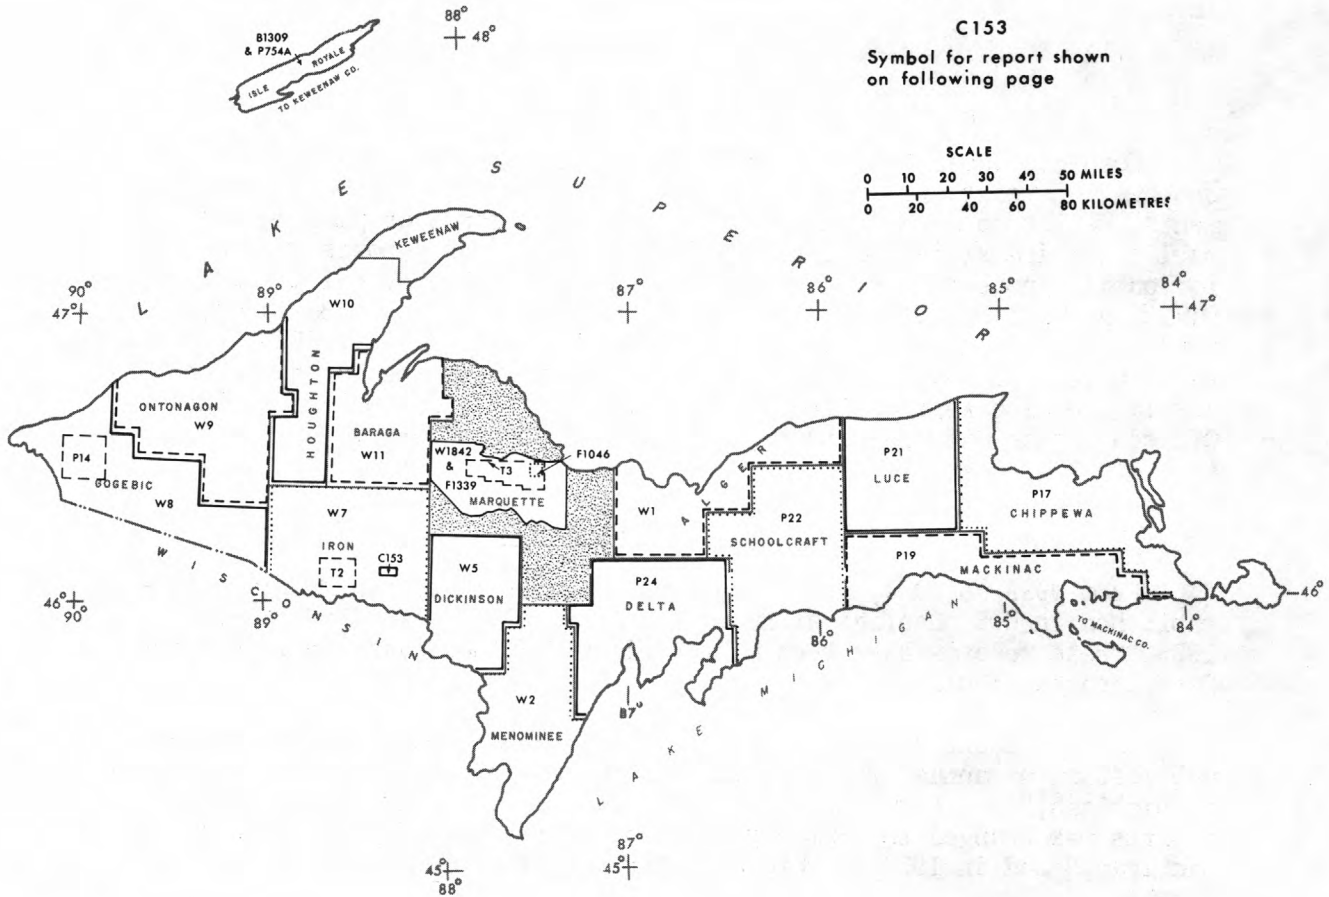 B1309
& P754A
ISLE ROYALE
TO KEWEENAW CO.
88°
48°
C153
Symbol for report shown
on following page
SCALE
0 10 20 30 40 50 MILES
0 20 40 60 80 KILOMETRES
LAKE SUPERIOR
KEWEENAW
90°
47°
89°
87°
86°
85°
84°
47°
W10
HOUGHTON
ONTONAGON
W9
BARAGA
W11
P14
GOGEBIC
W8
W1842
&
F1339
T3
F1046
MARQUETTE
W1
ALGER
P21
LUCE
P22
SCHOOLCRAFT
P17
CHIPPEWA
P19
MACKINAC
W7
IRON
T2
C153
W5
DICKINSON
P24
DELTA
WISCONSIN
46°
90°
89°
86°
85°
84°
46°
TO MACKINAC CO.
LAKE MICHIGAN
W2
MENOMINEE
87°
87°
45°
45°
88°